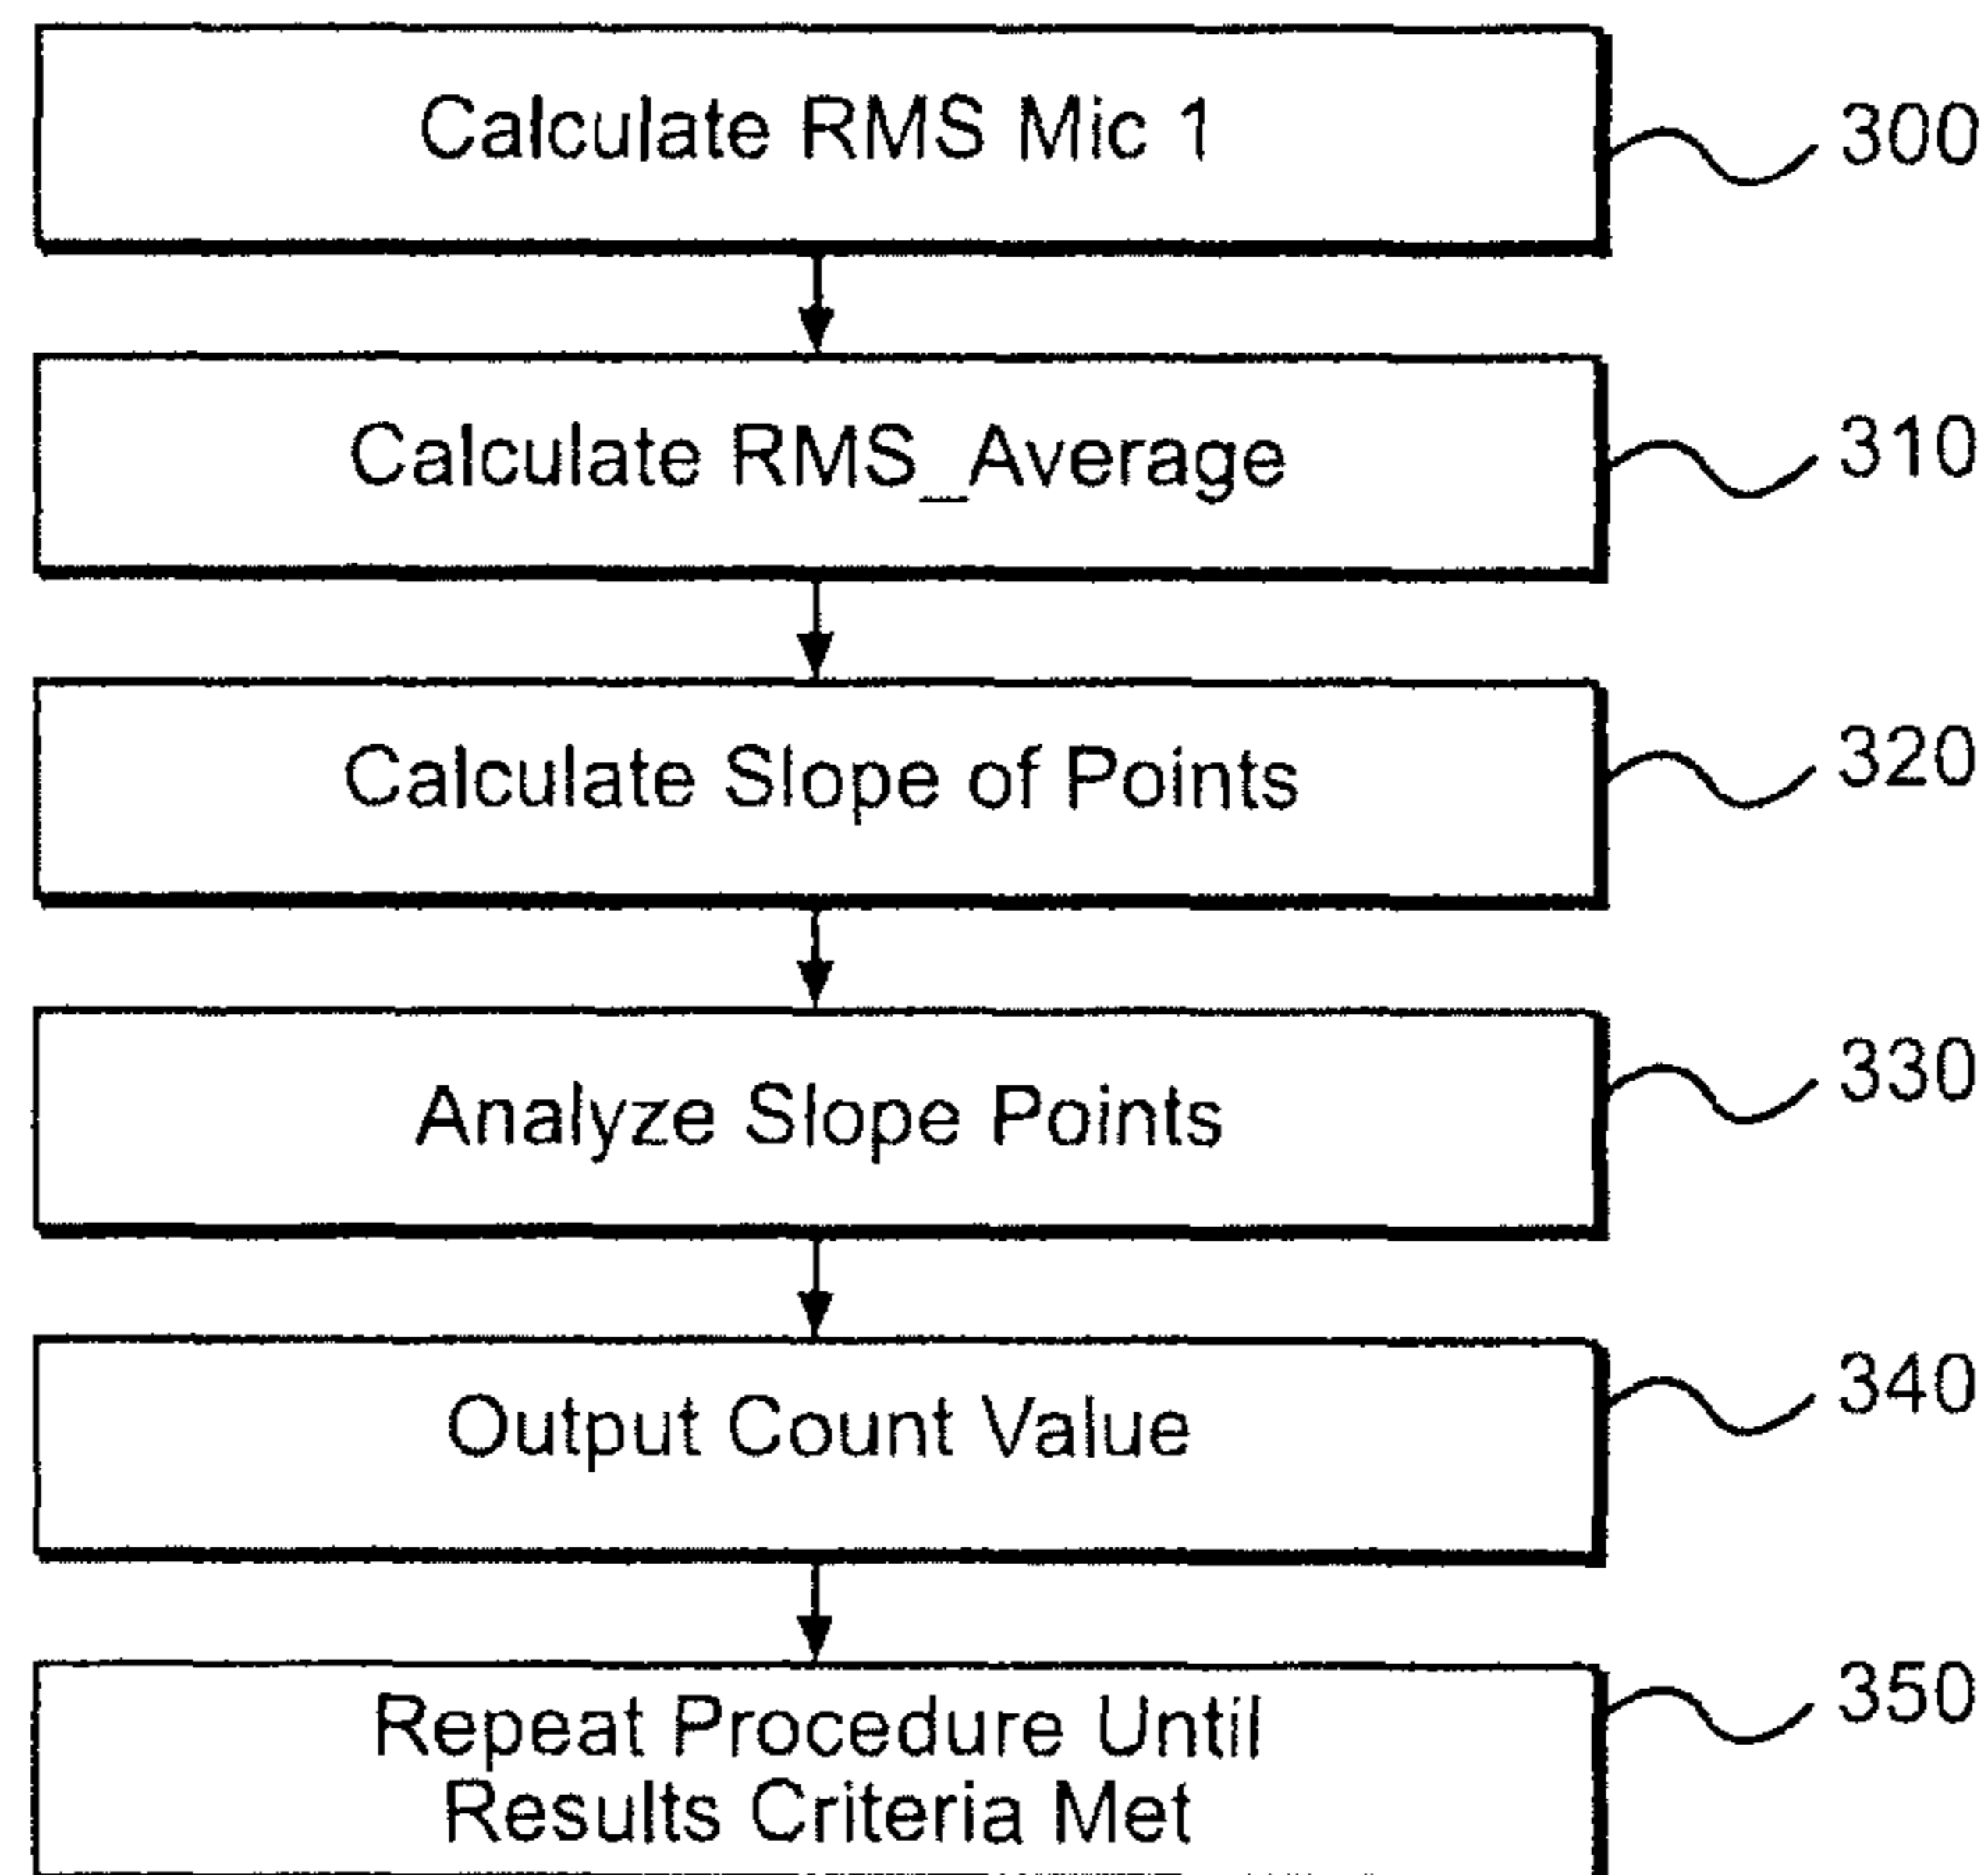 Calculate RMS Mic 1
300
Calculate RMS_Average
310
Calculate Slope of Points
320
Analyze Slope Points
330
Output Count Value
340
Repeat Procedure Until
Results Criteria Met
350